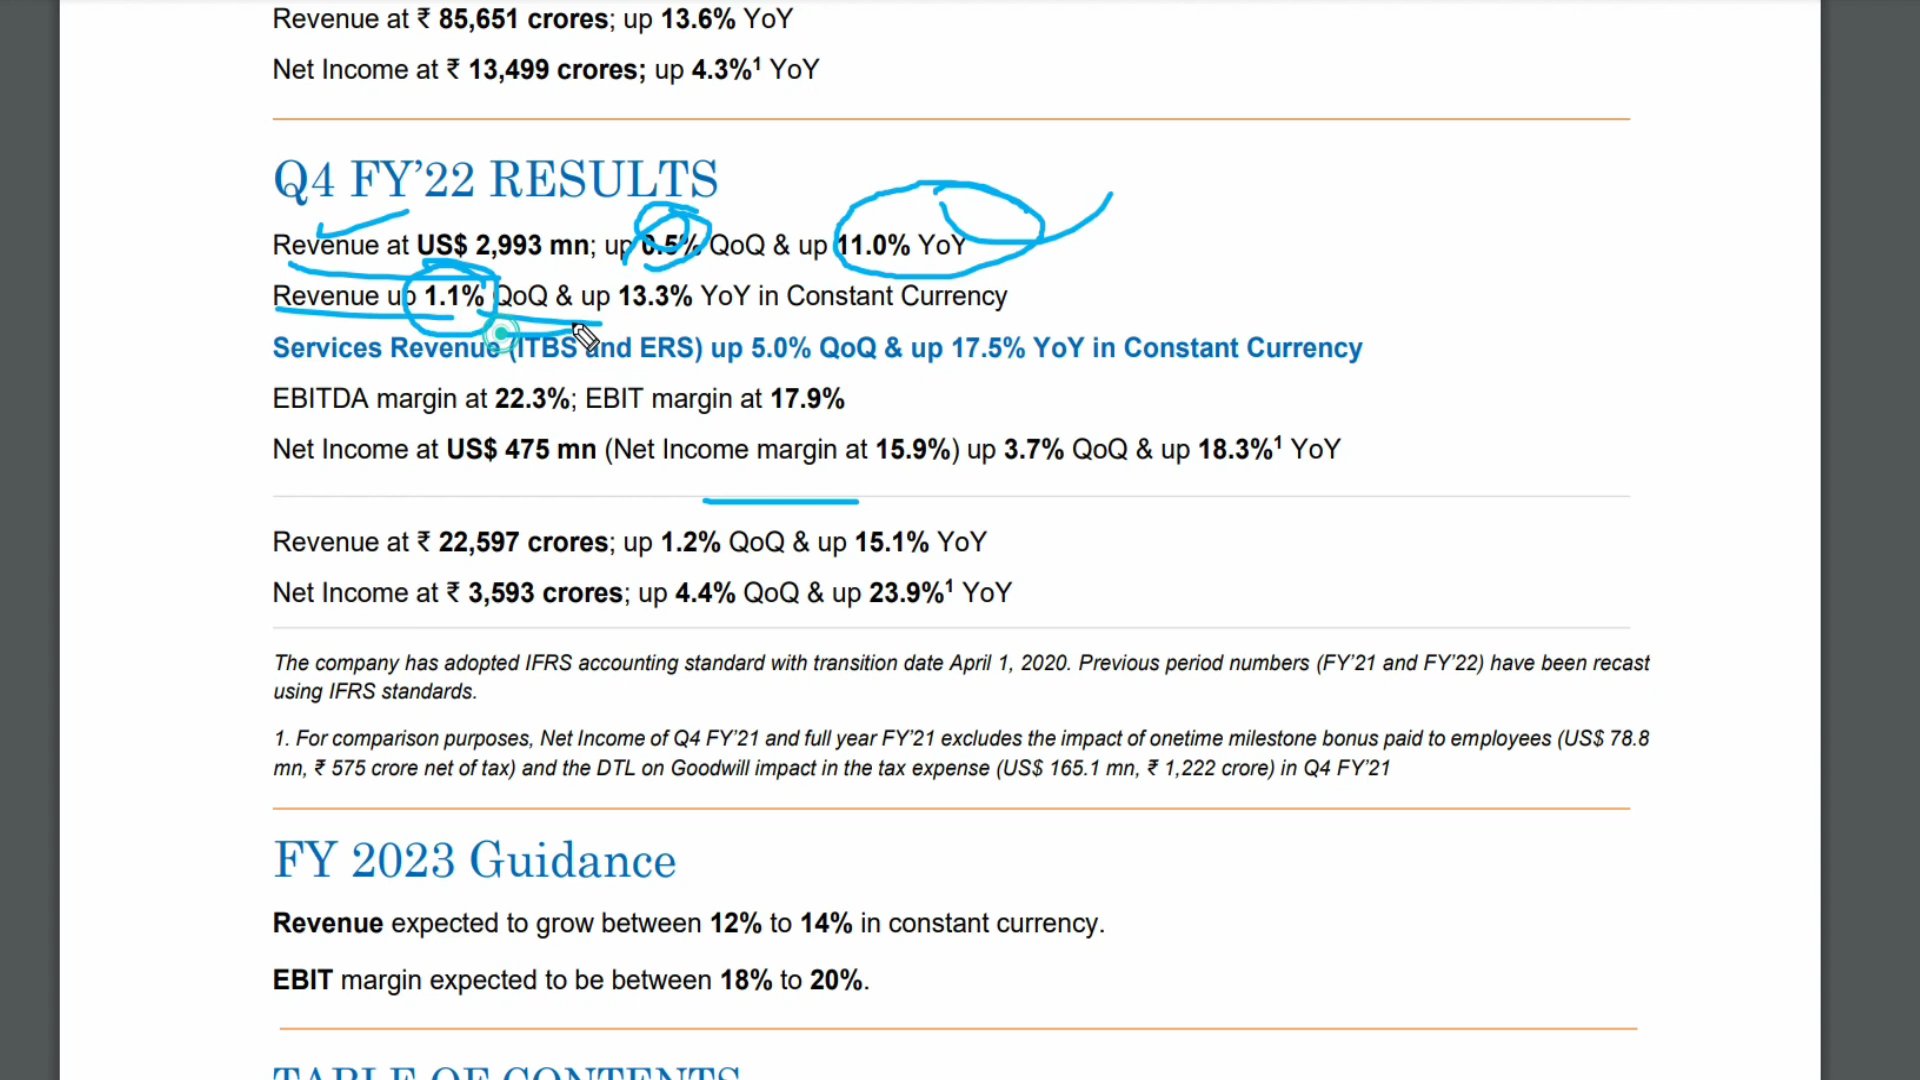 Revenue at ₹ 85,651 crores; up 13.6% YoY
Net Income at ₹ 13,499 crores; up 4.3%¹ YoY
Q4 FY’22 RESULTS
Revenue at US$ 2,993 mn; up 0.5% QoQ & up 11.0% YoY
Revenue up 1.1% QoQ & up 13.3% YoY in Constant Currency
Services Revenue (ITBS and ERS) up 5.0% QoQ & up 17.5% YoY in Constant Currency
EBITDA margin at 22.3%; EBIT margin at 17.9%
Net Income at US$ 475 mn (Net Income margin at 15.9%) up 3.7% QoQ & up 18.3%¹ YoY
Revenue at ₹ 22,597 crores; up 1.2% QoQ & up 15.1% YoY
Net Income at ₹ 3,593 crores; up 4.4% QoQ & up 23.9%¹ YoY
The company has adopted IFRS accounting standard with transition date April 1, 2020. Previous period numbers (FY’21 and FY’22) have been recast
using IFRS standards.
1. For comparison purposes, Net Income of Q4 FY’21 and full year FY’21 excludes the impact of onetime milestone bonus paid to employees (US$ 78.8
mn, ₹ 575 crore net of tax) and the DTL on Goodwill impact in the tax expense (US$ 165.1 mn, ₹ 1,222 crore) in Q4 FY’21
FY 2023 Guidance
Revenue expected to grow between 12% to 14% in constant currency.
EBIT margin expected to be between 18% to 20%.
TABLE OF CONTENTS